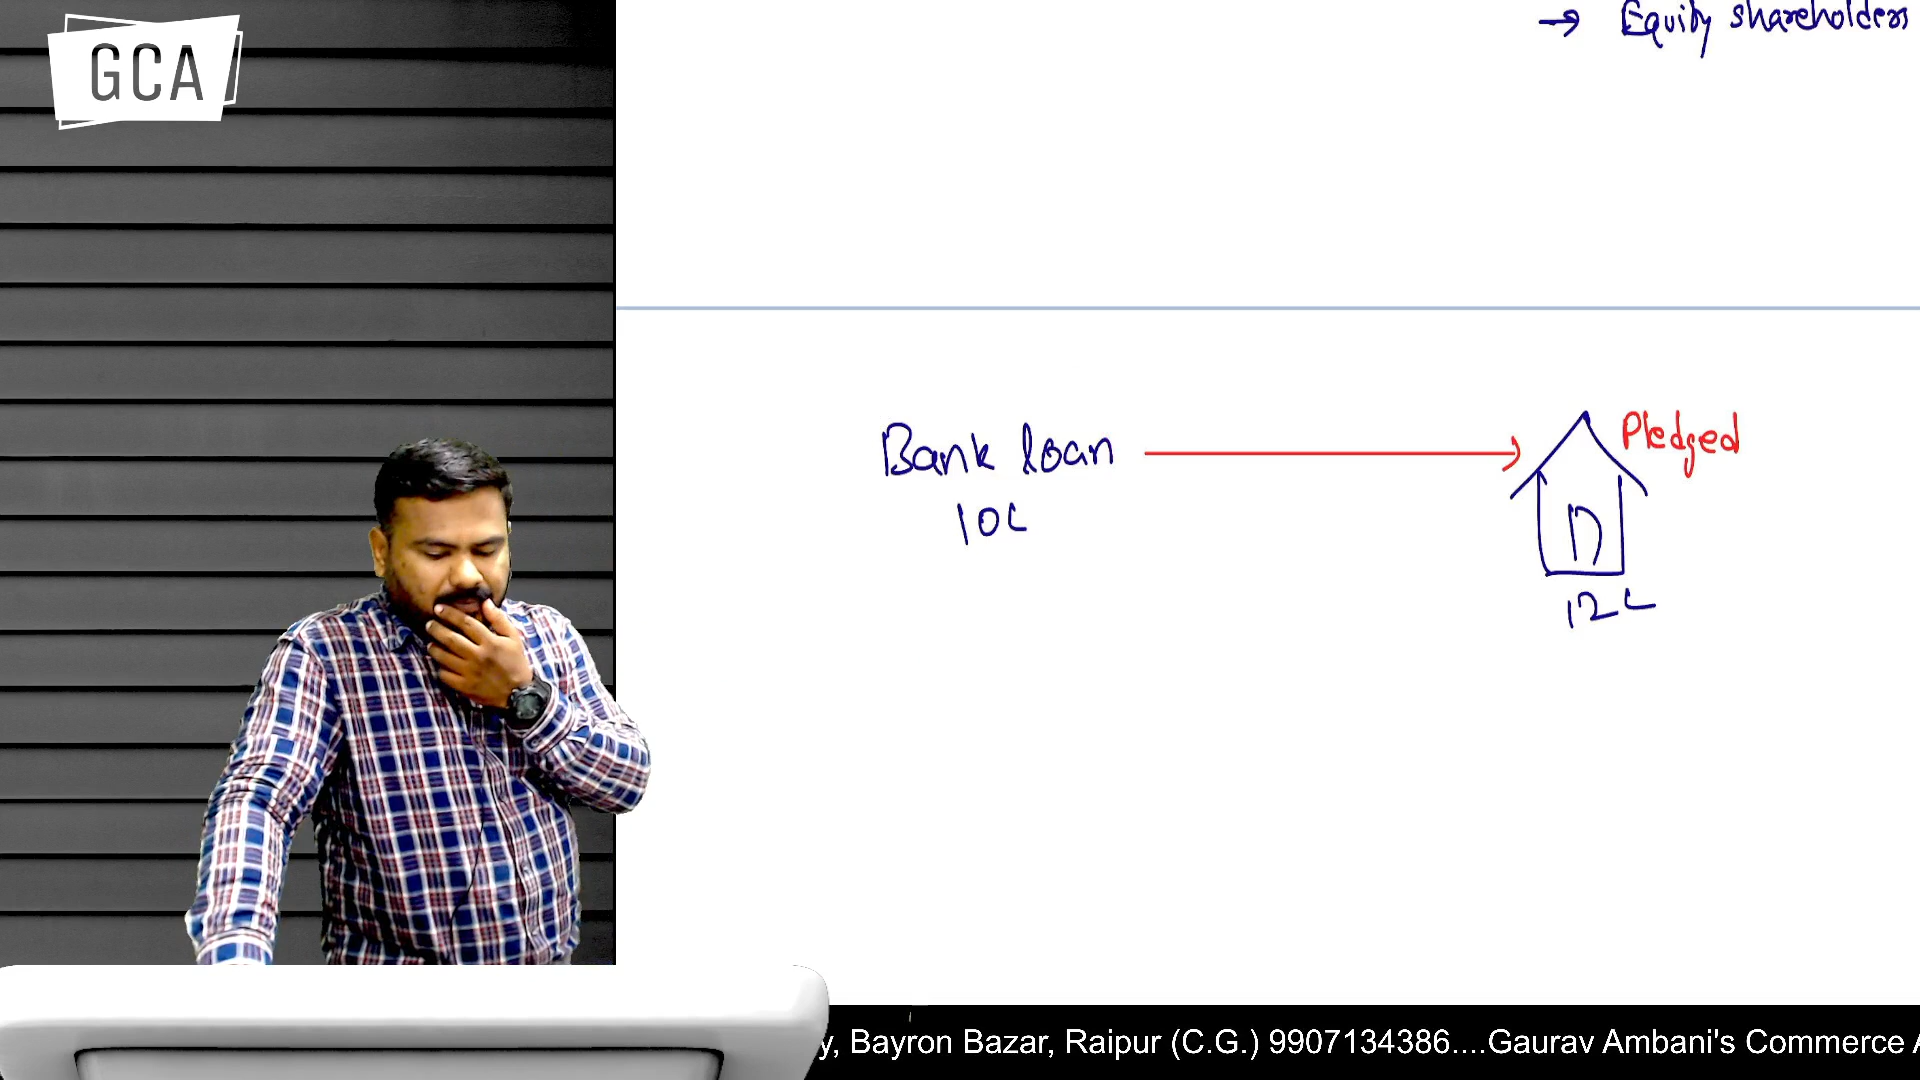 GCA
→ Equity shareholders
Bank loan
10L
Pledged
12L
y, Bayron Bazar, Raipur (C.G.) 9907134386....Gaurav Ambani's Commerce A